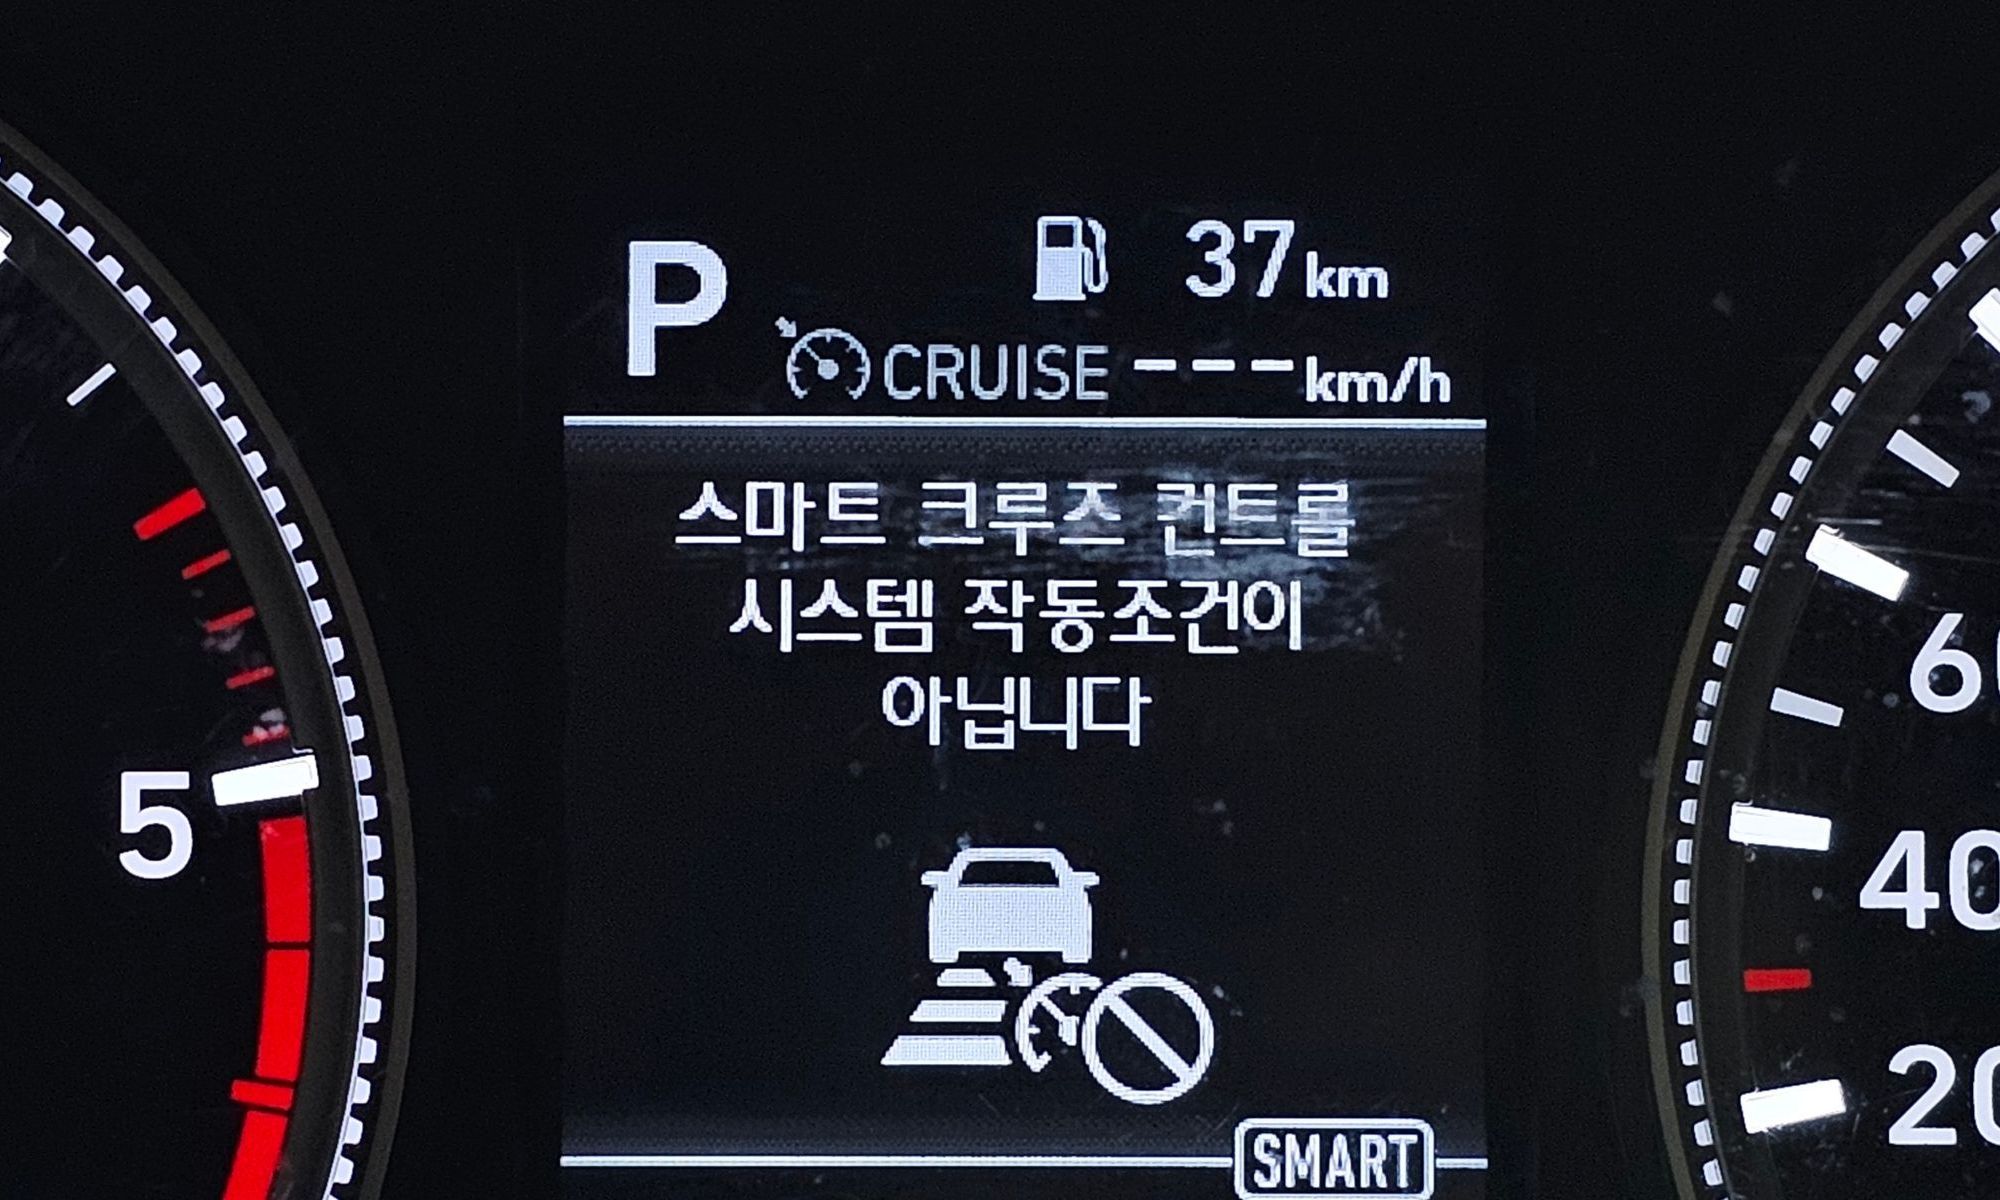 P
37km
CRUISE ---km/h
스마트 크루즈 컨트롤
시스템 작동조건이
아닙니다
5
60
40
20
SMART